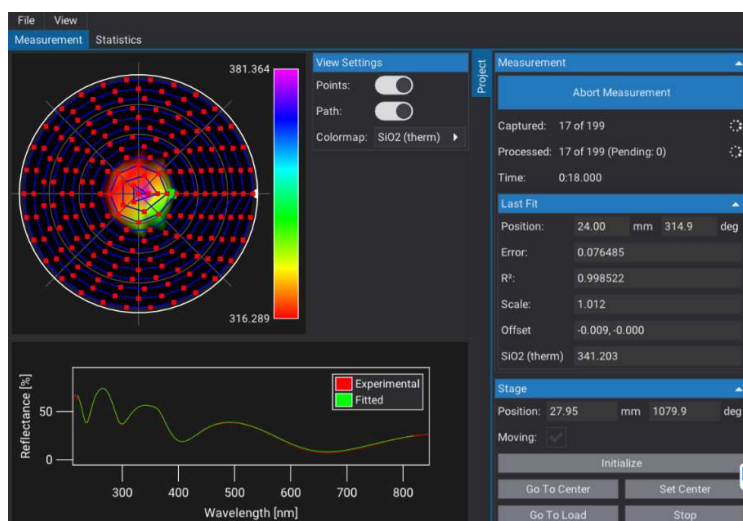 File View
Measurement Statistics
381.364
316.289
View Settings
Points:
Path:
Colormap: SiO2 (therm)
Reflectance [%]
50
0
Experimental
Fitted
300 400 500 600 700 800
Wavelength [nm]
Project
Measurement
Abort Measurement
Captured: 17 of 199
Processed: 17 of 199 (Pending: 0)
Time: 0:18.000
Last Fit
Position: 24.00 mm 314.9 deg
Error: 0.076485
R²: 0.998522
Scale: 1.012
Offset -0.009, -0.000
SiO2 (therm) 341.203
Stage
Position: 27.95 mm 1079.9 deg
Moving:
Initialize
Go To Center Set Center
Go To Load Stop